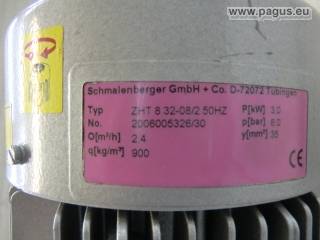 www.pagus.eu
Schmalenberger GmbH + Co. D-72072 Tübingen
Typ ZHT 8 32-08/2 50HZ P[kW] 3.0
No. 2006005326/30 p[bar] 6.0
Q[m³/h] 2.4 y[mm²] 35
q[kg/m³] 900
CE